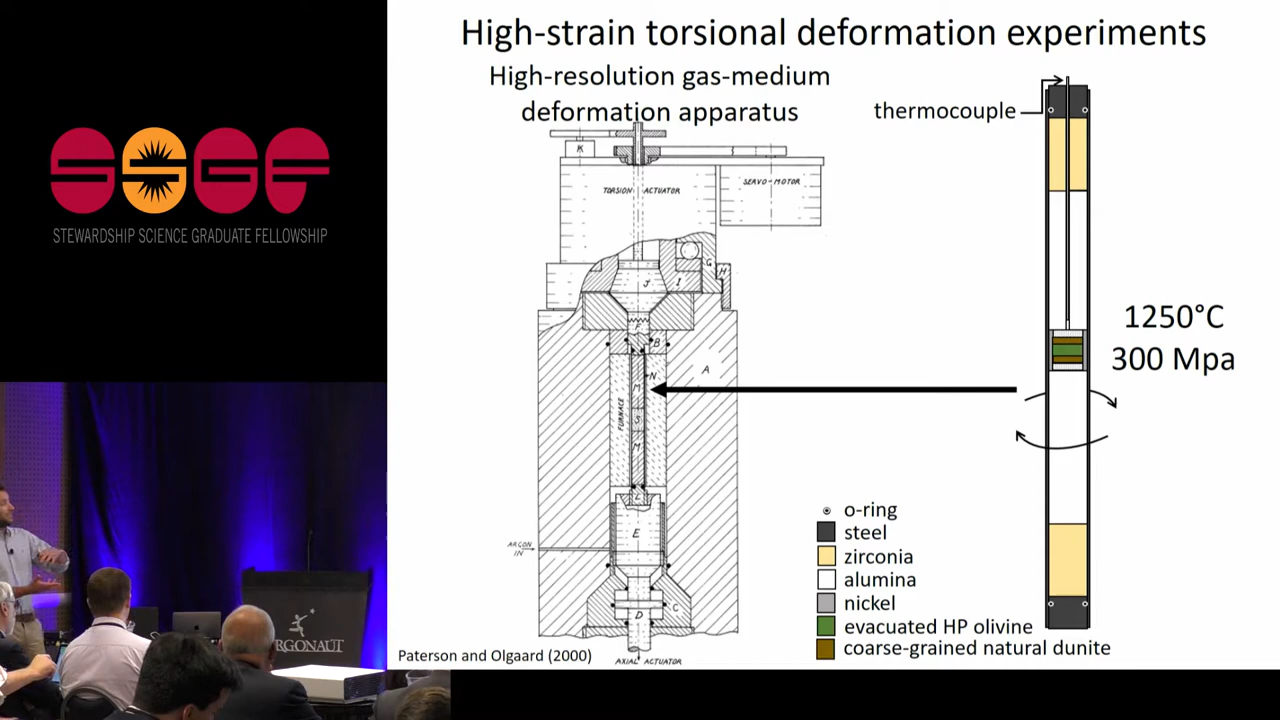 High-strain torsional deformation experiments
High-resolution gas-medium
deformation apparatus
thermocouple
SSGF
STEWARDSHIP SCIENCE GRADUATE FELLOWSHIP
K
TORSION ACTUATOR
SERVO-MOTOR
G
H
J
I
F
B
A
N
M
S
M
FURNACE
L
E
ARGON
IN
C
D
AXIAL ACTUATOR
1250°C
300 Mpa
o-ring
steel
zirconia
alumina
nickel
evacuated HP olivine
coarse-grained natural dunite
Paterson and Olgaard (2000)
RGONAUT